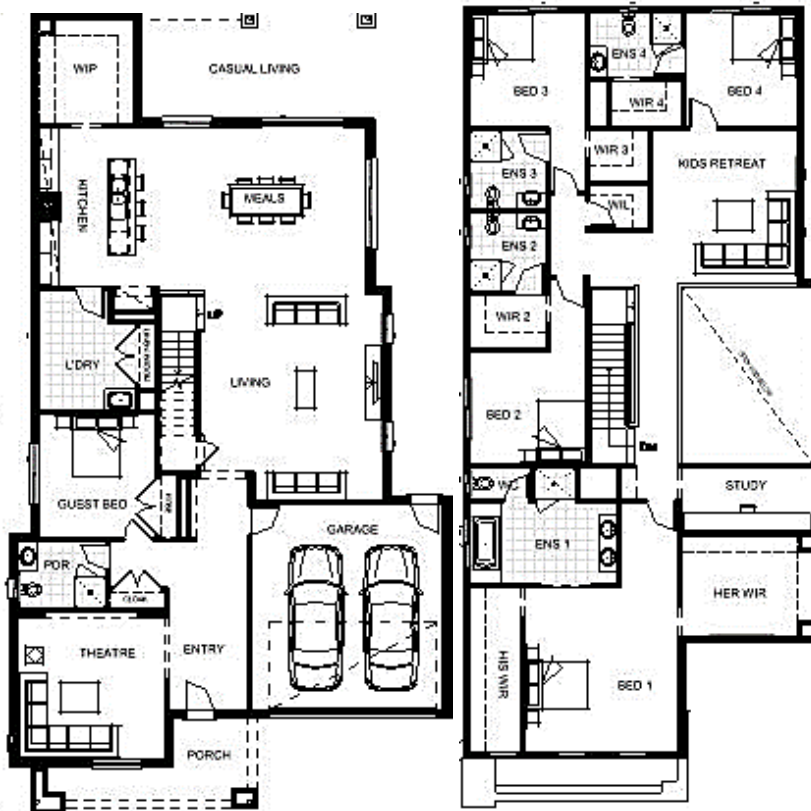 WIP
CASUAL LIVING
KITCHEN
MEALS
L'DRY
UP
LIVING
GUEST BED
GARAGE
PDR
CLOAK
THEATRE
ENTRY
PORCH
BED 3
ENS 4
BED 4
WIR 4
ENS 3
WIR 3
KIDS RETREAT
WIL
ENS 2
WIR 2
BED 2
WC
STUDY
ENS 1
HER WIR
HIS WIR
BED 1